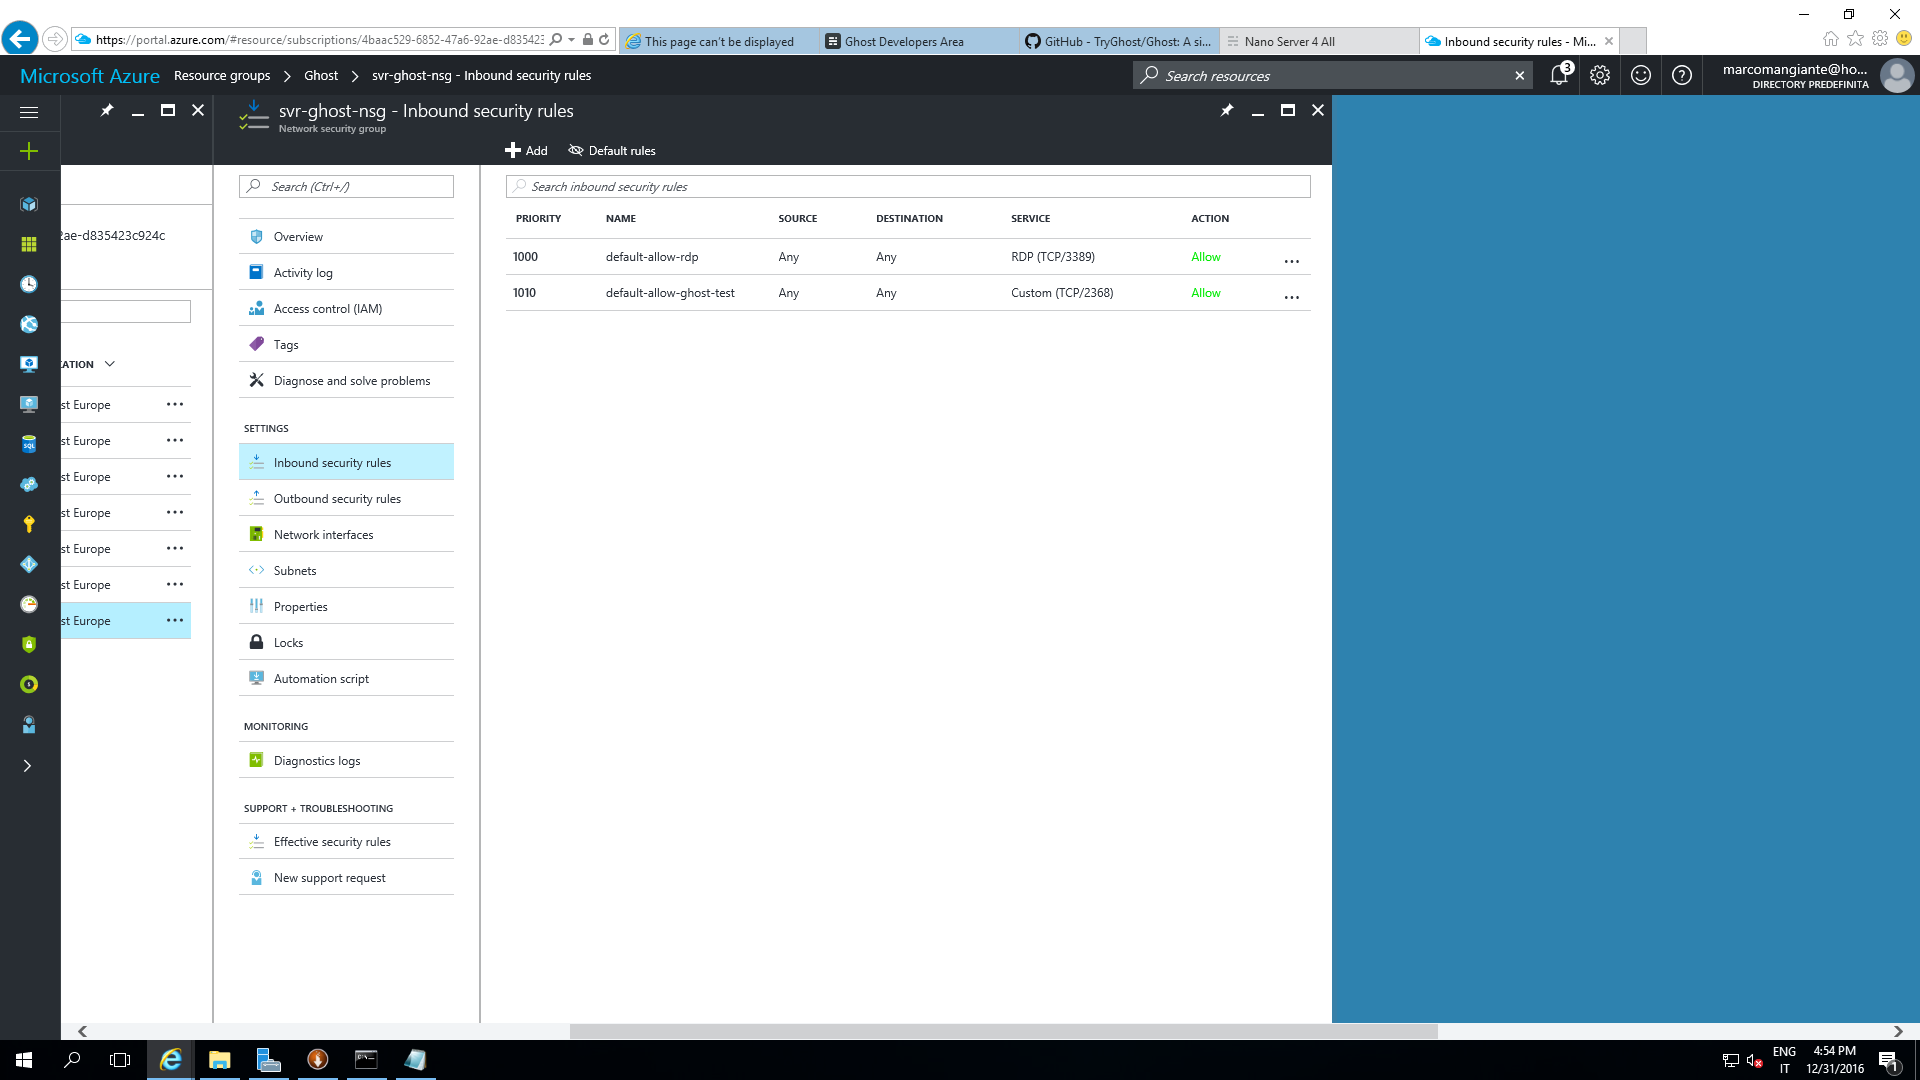 https://portal.azure.com/#resource/subscriptions/4baac529-6852-47a6-92ae-d835423
This page can't be displayed
Ghost Developers Area
GitHub - TryGhost/Ghost: A si...
Nano Server 4 All
Inbound security rules - Mi...
Microsoft Azure
Resource groups
Ghost
svr-ghost-nsg - Inbound security rules
Search resources
3
marcomangiante@ho...
DIRECTORY PREDEFINITA
svr-ghost-nsg - Inbound security rules
Network security group
Add
Default rules
2ae-d835423c924c
ATION
st Europe
st Europe
st Europe
st Europe
st Europe
st Europe
st Europe
Search (Ctrl+/)
Overview
Activity log
Access control (IAM)
Tags
Diagnose and solve problems
SETTINGS
Inbound security rules
Outbound security rules
Network interfaces
Subnets
Properties
Locks
Automation script
MONITORING
Diagnostics logs
SUPPORT + TROUBLESHOOTING
Effective security rules
New support request
Search inbound security rules
PRIORITY NAME SOURCE DESTINATION SERVICE ACTION
1000 default-allow-rdp Any Any RDP (TCP/3389) Allow ...
1010 default-allow-ghost-test Any Any Custom (TCP/2368) Allow ...
SQL
ENG
IT
4:54 PM
12/31/2016
1